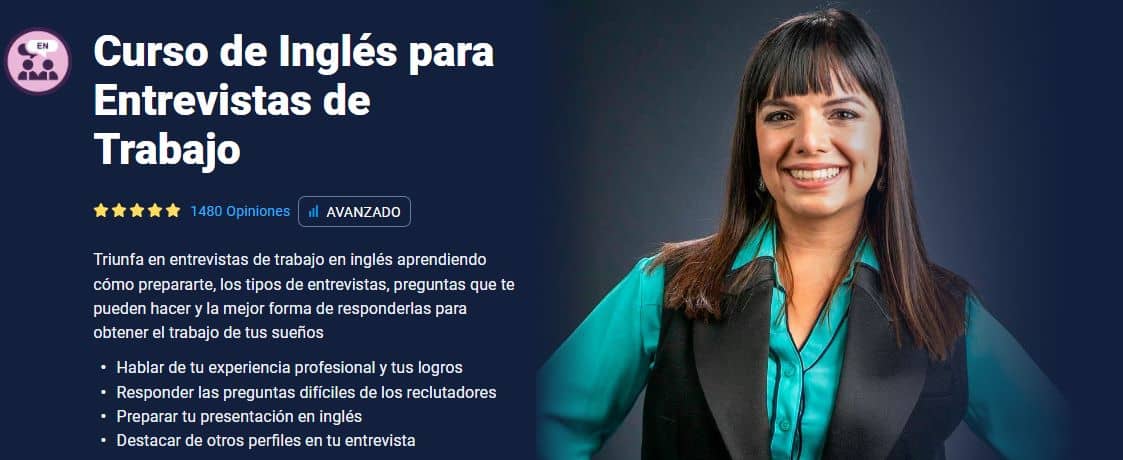 EN
Curso de Inglés para
Entrevistas de
Trabajo
1480 Opiniones
AVANZADO
Triunfa en entrevistas de trabajo en inglés aprendiendo
cómo prepararte, los tipos de entrevistas, preguntas que te
pueden hacer y la mejor forma de responderlas para
obtener el trabajo de tus sueños
• Hablar de tu experiencia profesional y tus logros
• Responder las preguntas difíciles de los reclutadores
• Preparar tu presentación en inglés
• Destacar de otros perfiles en tu entrevista